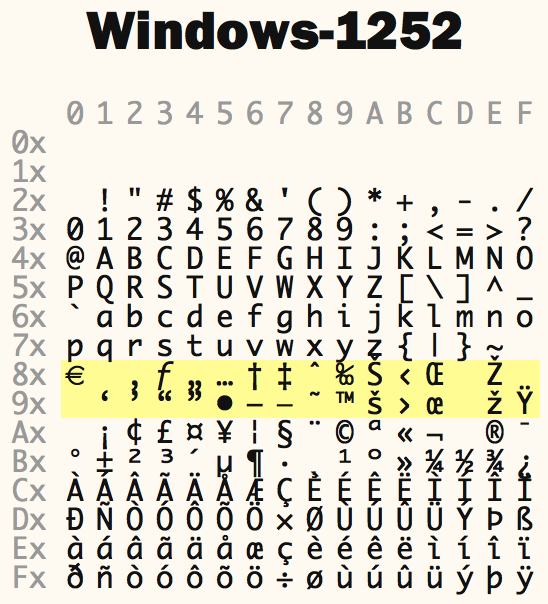 Windows-1252
0 1 2 3 4 5 6 7 8 9 A B C D E F
0x
1x
2x ! " # $ % & ' ( ) * + , - . /
3x 0 1 2 3 4 5 6 7 8 9 : ; < = > ?
4x @ A B C D E F G H I J K L M N O
5x P Q R S T U V W X Y Z [ \ ] ^ _
6x ` a b c d e f g h i j k l m n o
7x p q r s t u v w x y z { | } ~
8x € ‚ ƒ „ … † ‡ ˆ ‰ Š ‹ Œ Ž
9x ‘ ’ “ ” • – — ˜ ™ š › œ ž Ÿ
Ax ¡ ¢ £ ¤ ¥ ¦ § ¨ © ª « ¬ ® ¯
Bx ° ± ² ³ ´ µ ¶ · ¹ º » ¼ ½ ¾ ¿
Cx À Á Â Ã Ä Å Æ Ç È É Ê Ë Ì Í Î Ï
Dx Ð Ñ Ò Ó Ô Õ Ö × Ø Ù Ú Û Ü Ý Þ ß
Ex à á â ã ä å æ ç è é ê ë ì í î ï
Fx ð ñ ò ó ô õ ö ÷ ø ù ú û ü ý þ ÿ